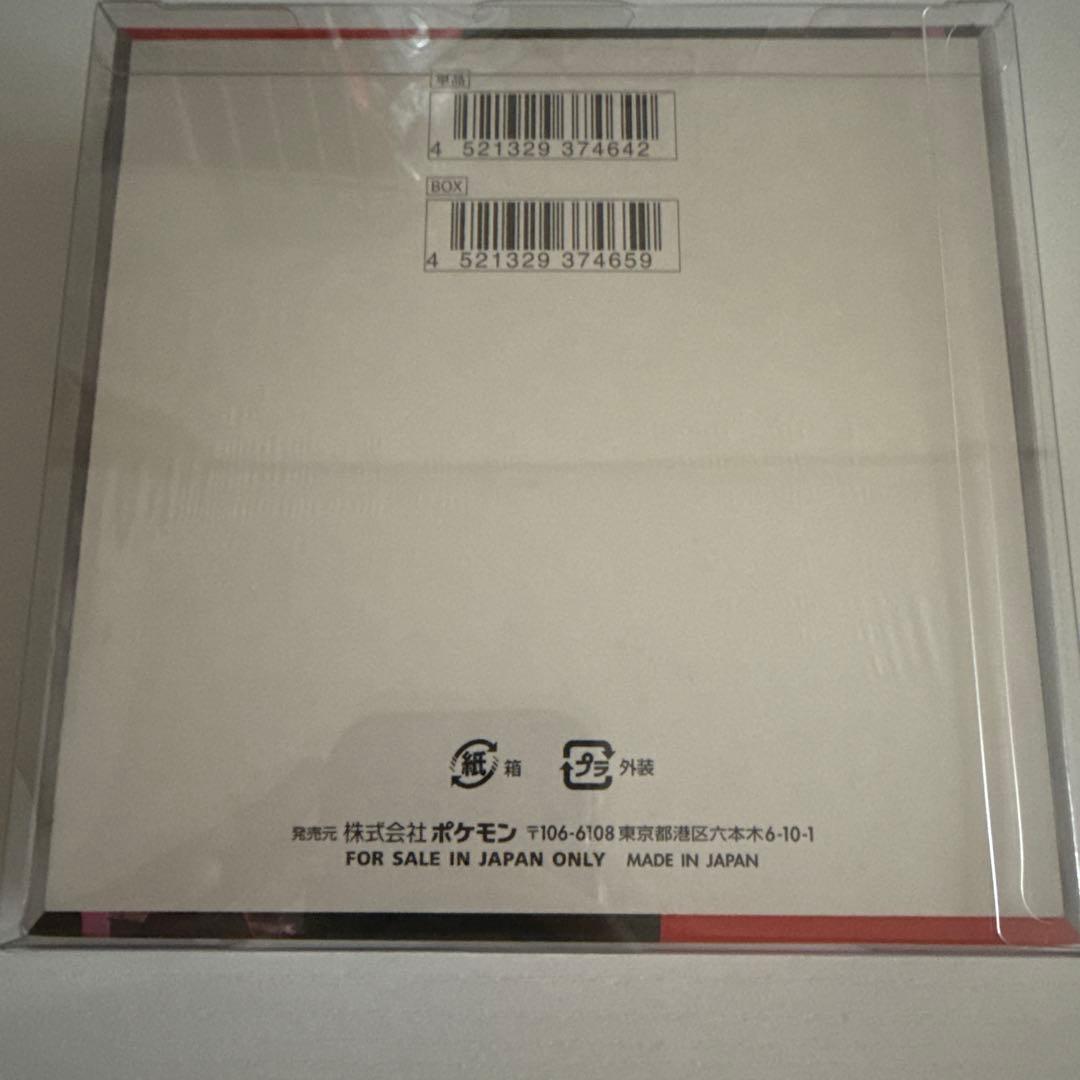 単品
4 521329 374642
BOX
4 521329 374659
紙 箱 プラ 外装
発売元 株式会社 ポケモン 〒106-6108 東京都港区六本木6-10-1
FOR SALE IN JAPAN ONLY MADE IN JAPAN